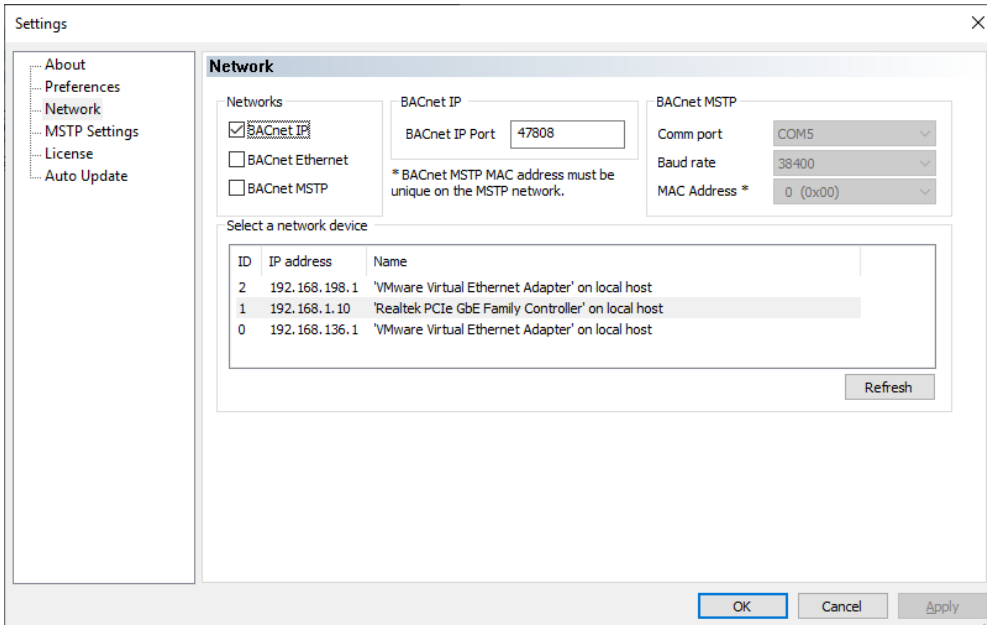 Settings
About
Preferences
Network
MSTP Settings
License
Auto Update
Network
Networks
BACnet IP
BACnet Ethernet
BACnet MSTP
BACnet IP
BACnet IP Port 47808
* BACnet MSTP MAC address must be
unique on the MSTP network.
BACnet MSTP
Comm port COM5
Baud rate 38400
MAC Address * 0 (0x00)
Select a network device
ID IP address Name
2 192.168.198.1 'VMware Virtual Ethernet Adapter' on local host
1 192.168.1.10 'Realtek PCIe GbE Family Controller' on local host
0 192.168.136.1 'VMware Virtual Ethernet Adapter' on local host
Refresh
OK Cancel Apply